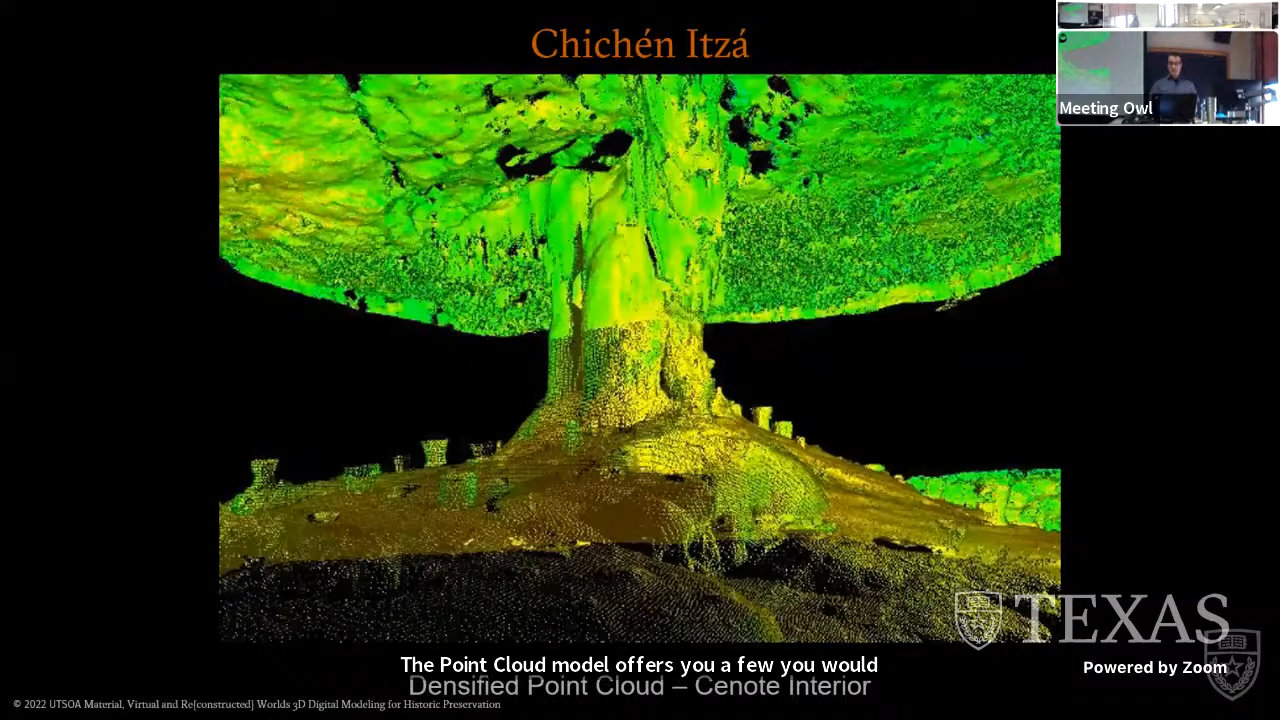 Chichén Itzá
Meeting Owl
TEXAS
The Point Cloud model offers you a few you would
Powered by Zoom
Densified Point Cloud – Cenote Interior
© 2022 UTSOA Material, Virtual and Re[constructed] Worlds 3D Digital Modeling for Historic Preservation